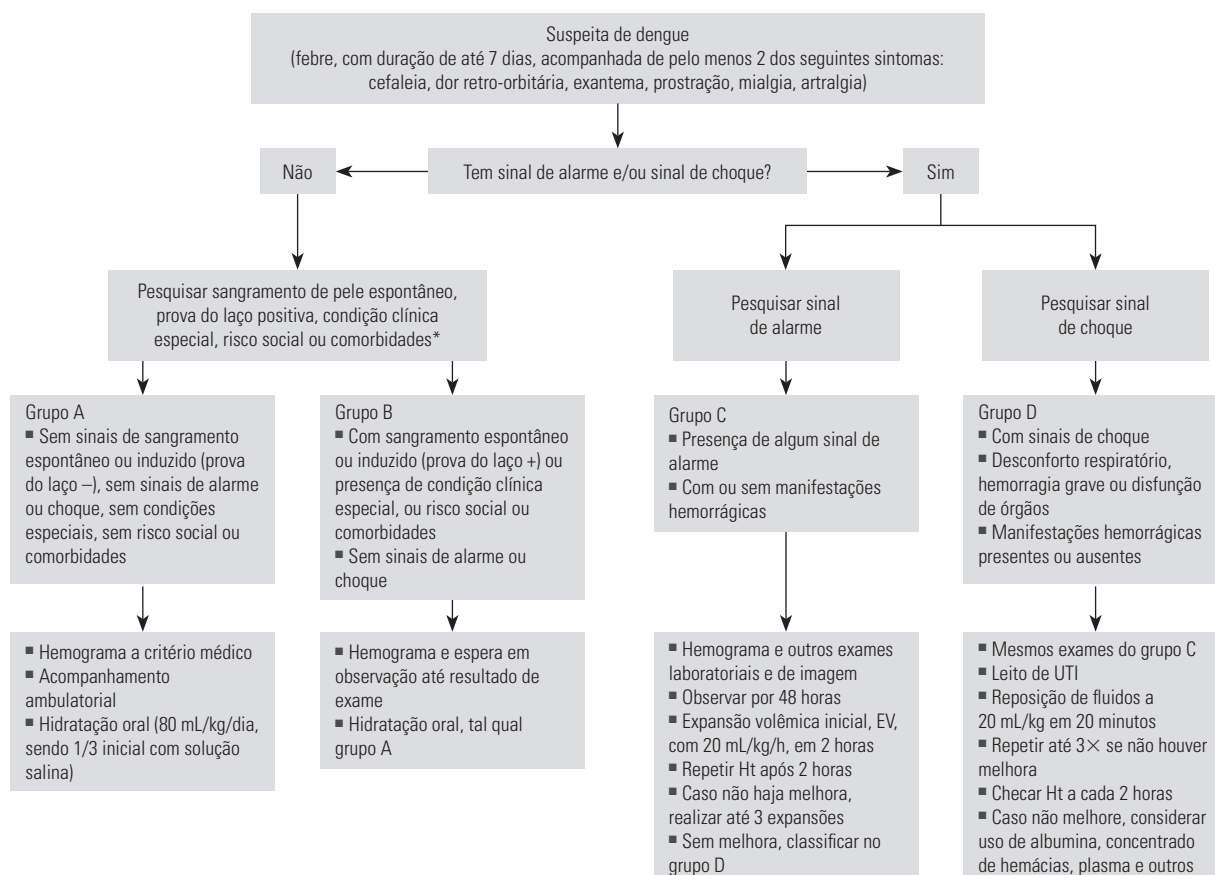 Suspeita de dengue
(febre, com duração de até 7 dias, acompanhada de pelo menos 2 dos seguintes sintomas:
cefaleia, dor retro-orbitária, exantema, prostração, mialgia, artralgia)
Não
Tem sinal de alarme e/ou sinal de choque?
Sim
Pesquisar sangramento de pele espontâneo,
prova do laço positiva, condição clínica
especial, risco social ou comorbidades*
Pesquisar sinal
de alarme
Pesquisar sinal
de choque
Grupo A
▪ Sem sinais de sangramento
espontâneo ou induzido (prova
do laço –), sem sinais de alarme
ou choque, sem condições
especiais, sem risco social ou
comorbidades
Grupo B
▪ Com sangramento espontâneo
ou induzido (prova do laço +) ou
presença de condição clínica
especial, ou risco social ou
comorbidades
▪ Sem sinais de alarme ou
choque
Grupo C
▪ Presença de algum sinal de
alarme
▪ Com ou sem manifestações
hemorrágicas
Grupo D
▪ Com sinais de choque
▪ Desconforto respiratório,
hemorragia grave ou disfunção
de órgãos
▪ Manifestações hemorrágicas
presentes ou ausentes
▪ Hemograma a critério médico
▪ Acompanhamento
ambulatorial
▪ Hidratação oral (80 mL/kg/dia,
sendo 1/3 inicial com solução
salina)
▪ Hemograma e espera em
observação até resultado de
exame
▪ Hidratação oral, tal qual
grupo A
▪ Hemograma e outros exames
laboratoriais e de imagem
▪ Observar por 48 horas
▪ Expansão volêmica inicial, EV,
com 20 mL/kg/h, em 2 horas
▪ Repetir Ht após 2 horas
▪ Caso não haja melhora,
realizar até 3 expansões
▪ Sem melhora, classificar no
grupo D
▪ Mesmos exames do grupo C
▪ Leito de UTI
▪ Reposição de fluidos a
20 mL/kg em 20 minutos
▪ Repetir até 3× se não houver
melhora
▪ Checar Ht a cada 2 horas
▪ Caso não melhore, considerar
uso de albumina, concentrado
de hemácias, plasma e outros